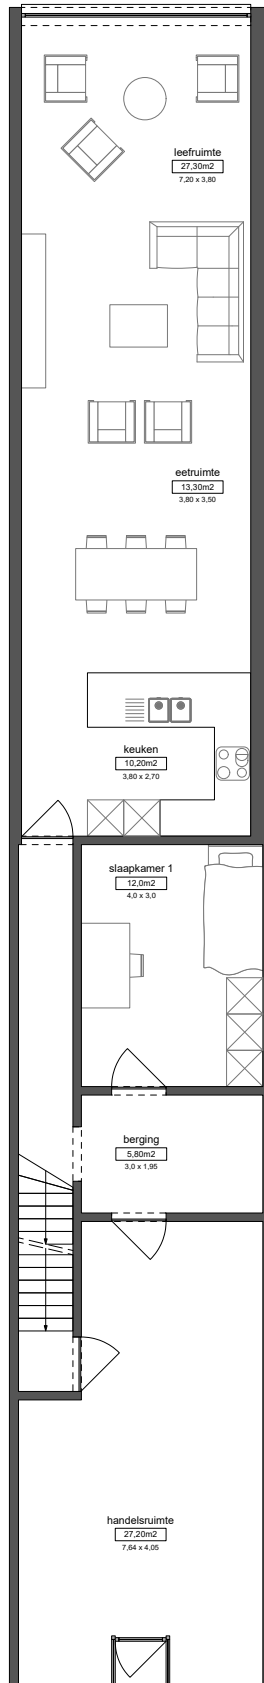 leefruimte
27,30m2
7,20 x 3,80
eetruimte
13,30m2
3,80 x 3,50
keuken
10,20m2
3,80 x 2,70
slaapkamer 1
12,0m2
4,0 x 3,0
berging
5,80m2
3,0 x 1,95
handelsruimte
27,20m2
7,64 x 4,05